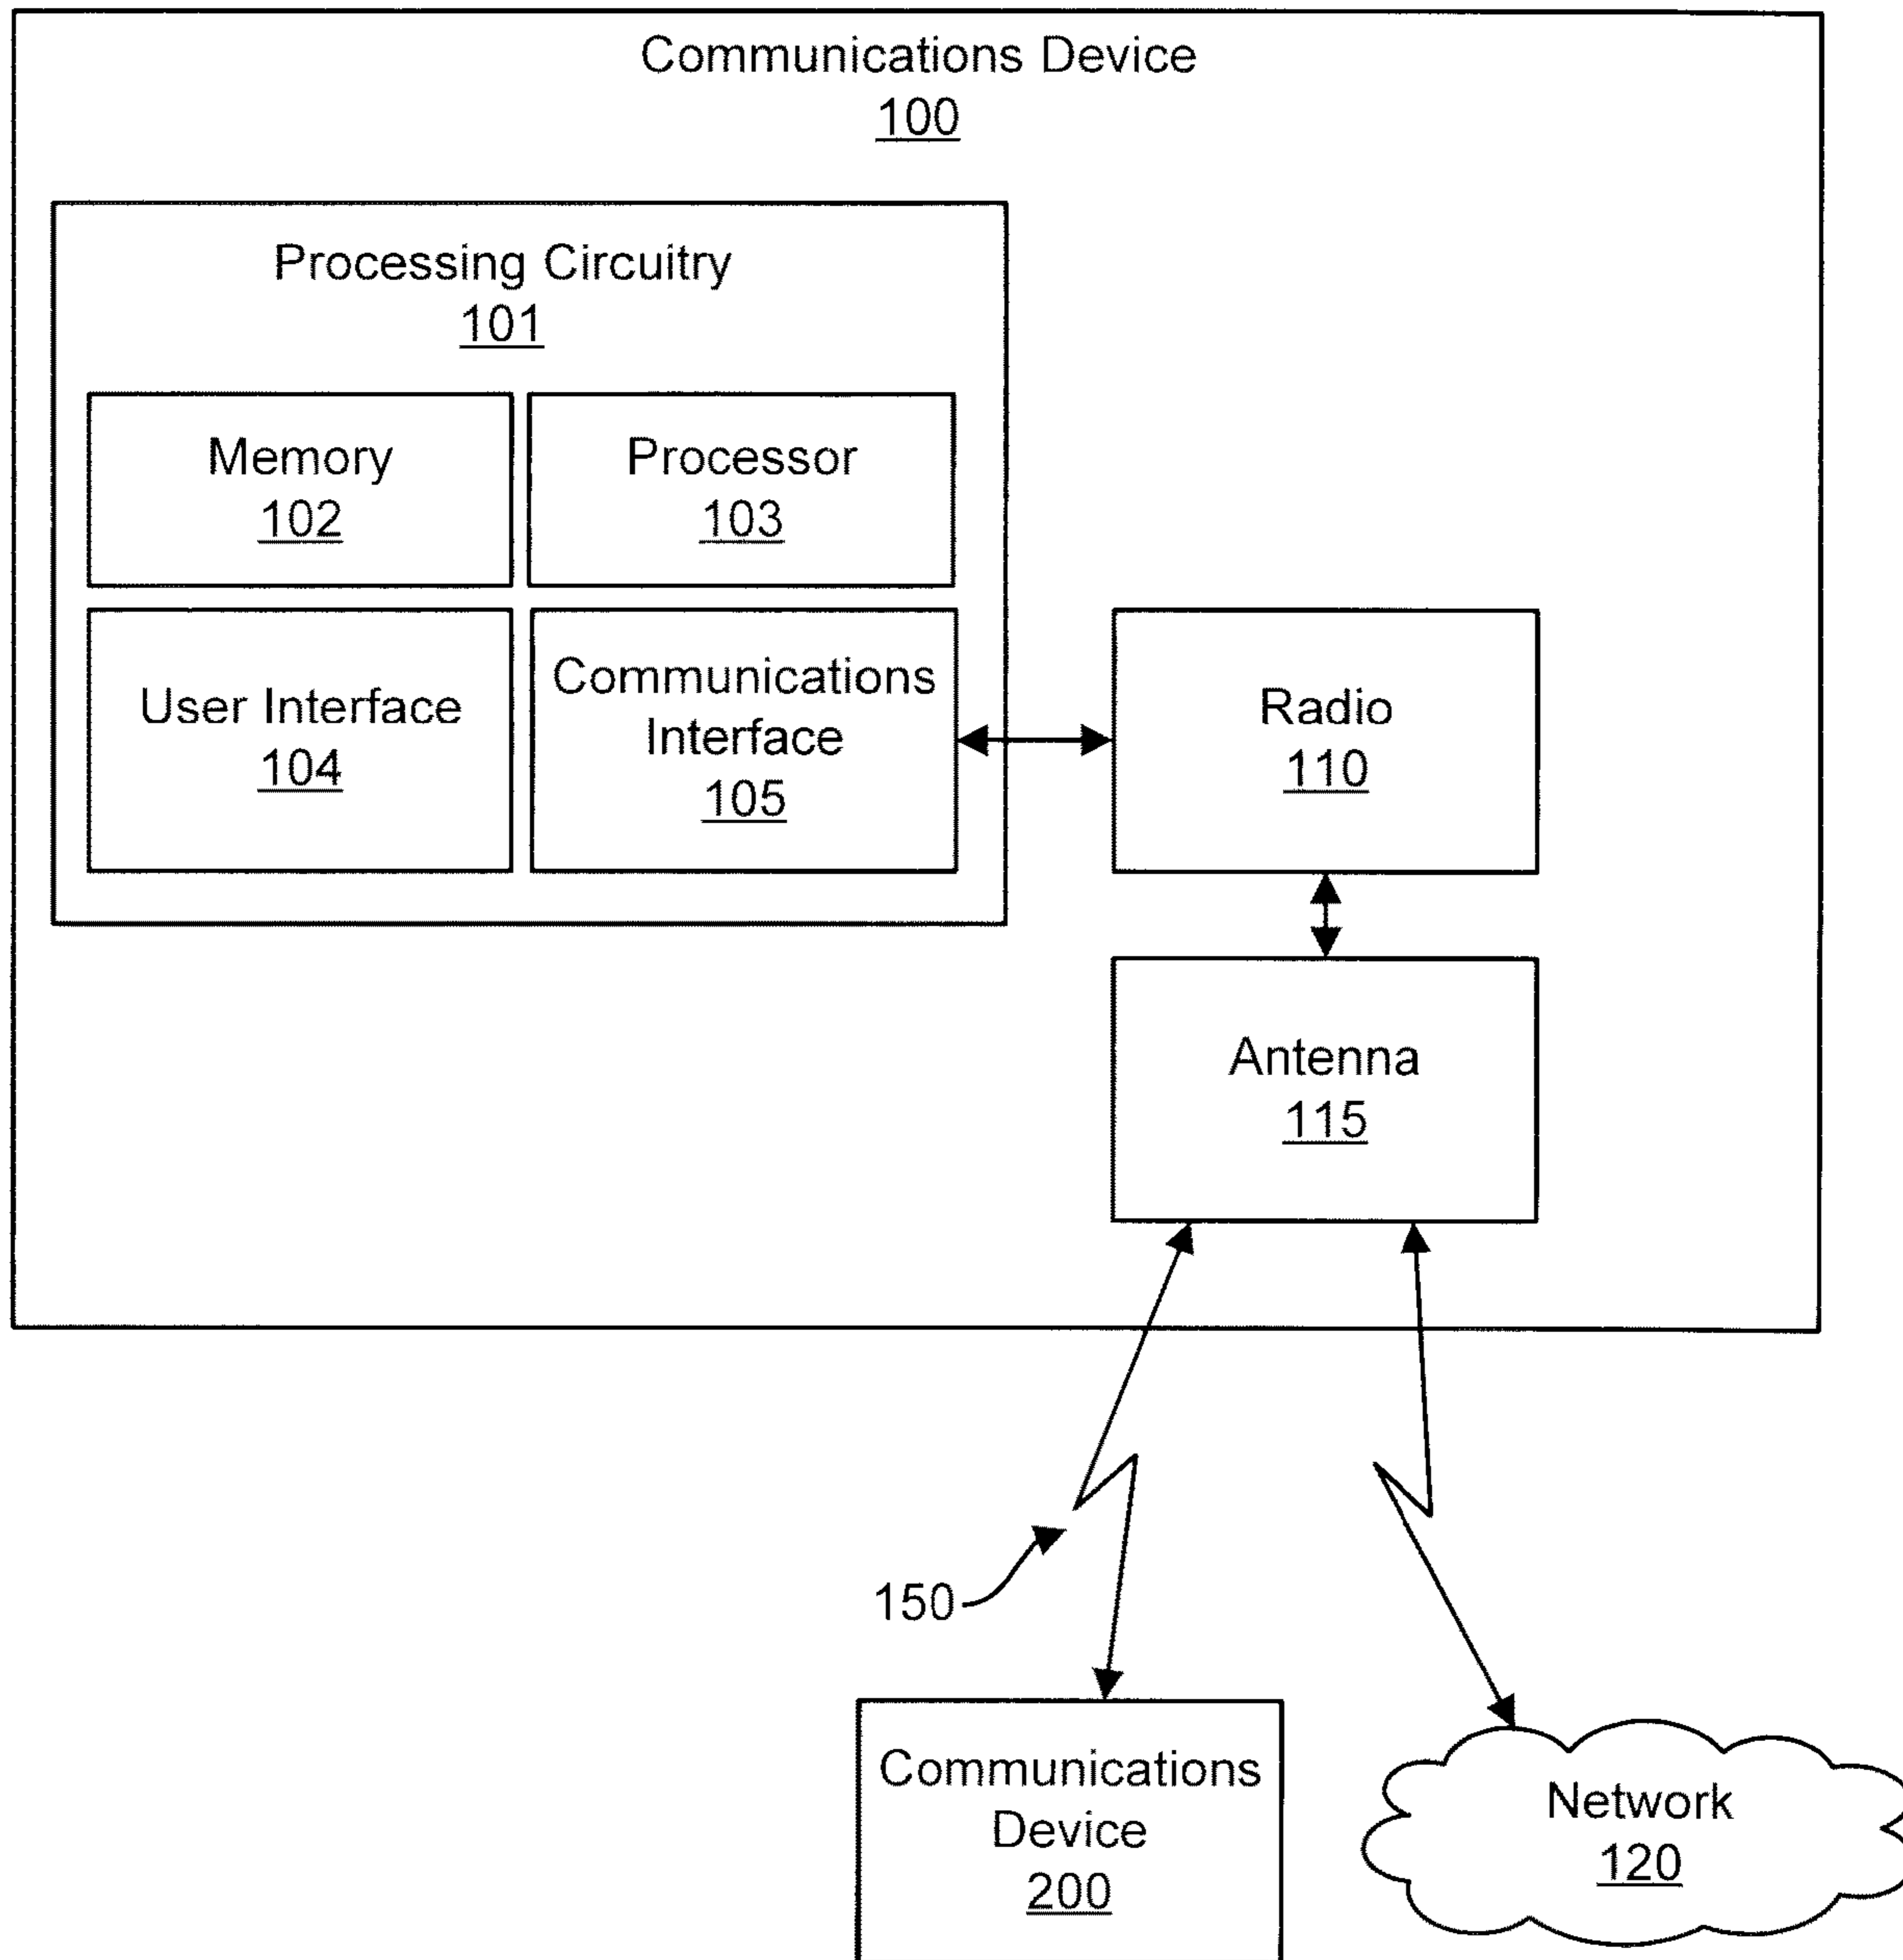 Communications Device
100
Processing Circuitry
101
Memory
102
Processor
103
User Interface
104
Communications
Interface
105
Radio
110
Antenna
115
150
Communications
Device
200
Network
120